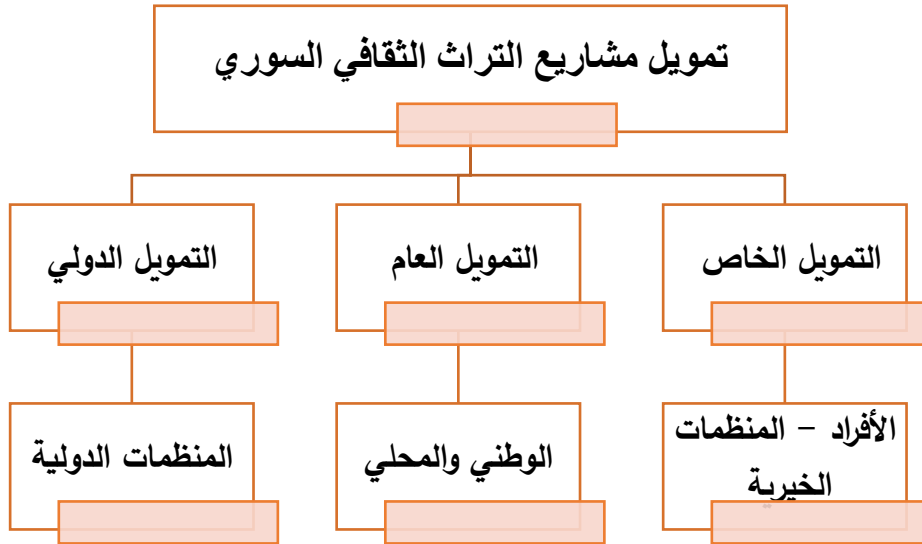 تمويل مشاريع التراث الثقافي السوري
التمويل الخاص
التمويل العام
التمويل الدولي
الأفراد – المنظمات
الخيرية
الوطني والمحلي
المنظمات الدولية